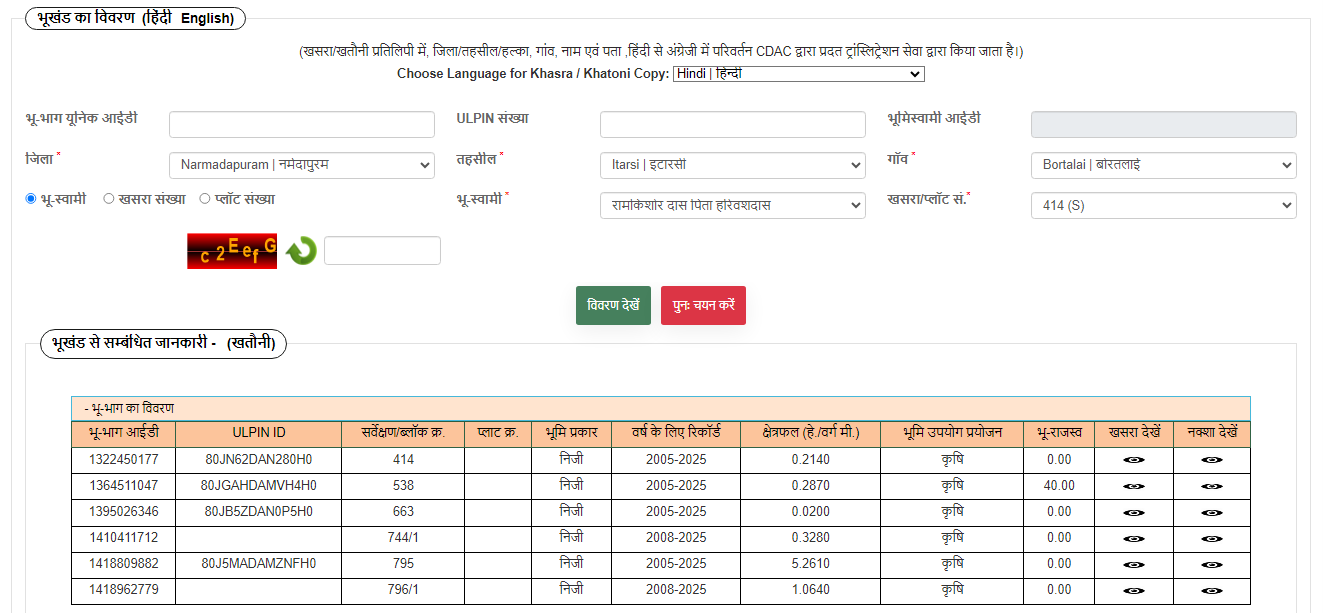 भूखंड का विवरण (हिंदी English)
(खसरा/खतौनी प्रतिलिपी में, जिला/तहसील/हल्का, गांव, नाम एवं पता ,हिंदी से अंग्रेजी में परिवर्तन CDAC द्वारा प्रदत ट्रांस्लिट्रेशन सेवा द्वारा किया जाता है।)
Choose Language for Khasra / Khatoni Copy: Hindi | हिन्दी
भू-भाग यूनिक आईडी ULPIN संख्या भूमिस्वामी आईडी
जिला * Narmadapuram | नर्मदापुरम तहसील * Itarsi | इटारसी गाँव * Bortalai | बोरतलाई
भू-स्वामी खसरा संख्या प्लॉट संख्या भू-स्वामी * रामकिशोर दास पिता हरिवंशदास खसरा/प्लॉट सं.* 414 (S)
c2EefG
विवरण देखें पुनः चयन करें
भूखंड से सम्बंधित जानकारी - (खतौनी)
- भू-भाग का विवरण
भू-भाग आईडी ULPIN ID सर्वेक्षण/ब्लॉक क्र. प्लाट क्र. भूमि प्रकार वर्ष के लिए रिकॉर्ड क्षेत्रफल (हे./वर्ग मी.) भूमि उपयोग प्रयोजन भू-राजस्व खसरा देखें नक्शा देखें
1322450177 80JN62DAN280H0 414 निजी 2005-2025 0.2140 कृषि 0.00
1364511047 80JGAHDAMVH4H0 538 निजी 2005-2025 0.2870 कृषि 40.00
1395026346 80JB5ZDAN0P5H0 663 निजी 2005-2025 0.0200 कृषि 0.00
1410411712 744/1 निजी 2008-2025 0.3280 कृषि 0.00
1418809882 80J5MADAMZNFH0 795 निजी 2005-2025 5.2610 कृषि 0.00
1418962779 796/1 निजी 2008-2025 1.0640 कृषि 0.00